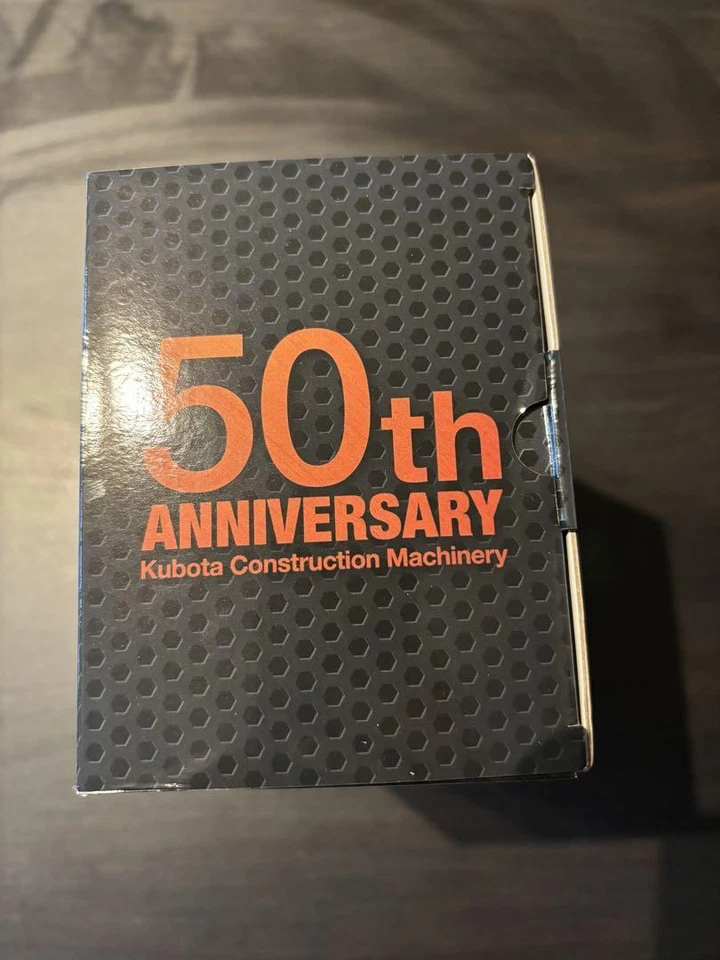 50th
ANNIVERSARY
Kubota Construction Machinery